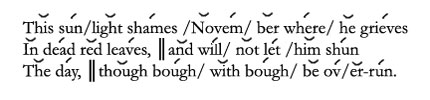 This sun/light shames /Novem/ ber where/ he grieves
In dead red leaves, ‖and will/ not let /him shun
The day, ‖though bough/ with bough/ be ov/er-run.